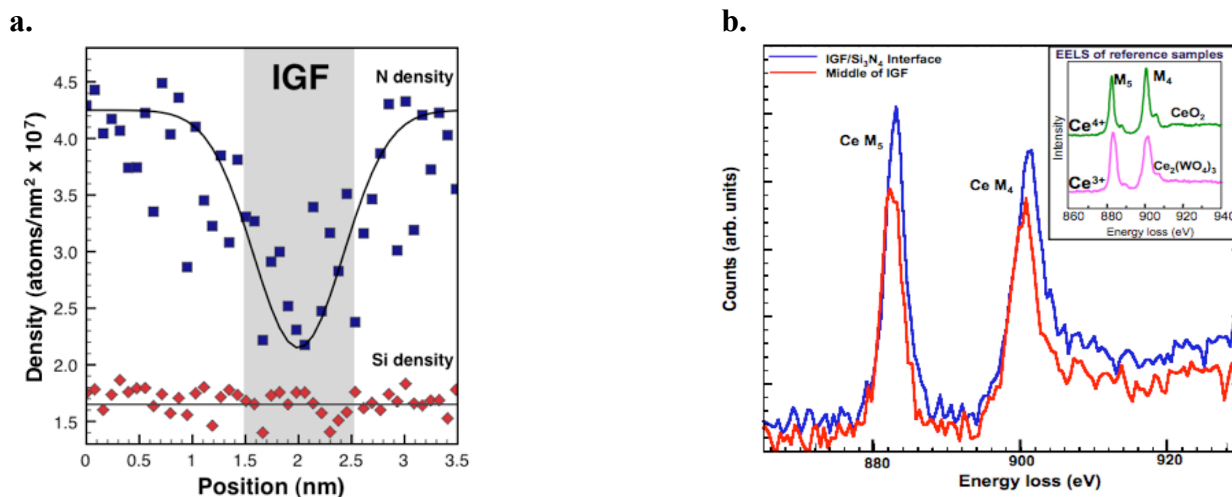 a.
IGF
N density
Si density
4.5
4.0
3.5
3.0
2.5
2.0
1.5
Density (atoms/nm² x 10⁷)
0
0.5
1
1.5
2
2.5
3
3.5
Position (nm)
b.
IGF/Si₃N₄ Interface
Middle of IGF
Ce M₅
Ce M₄
Counts (arb. units)
880
900
920
Energy loss (eV)
EELS of reference samples
M₅
M₄
Ce⁴⁺
CeO₂
Ce³⁺
Ce₂(WO₄)₃
Intensity
860
880
900
920
940
Energy loss (eV)